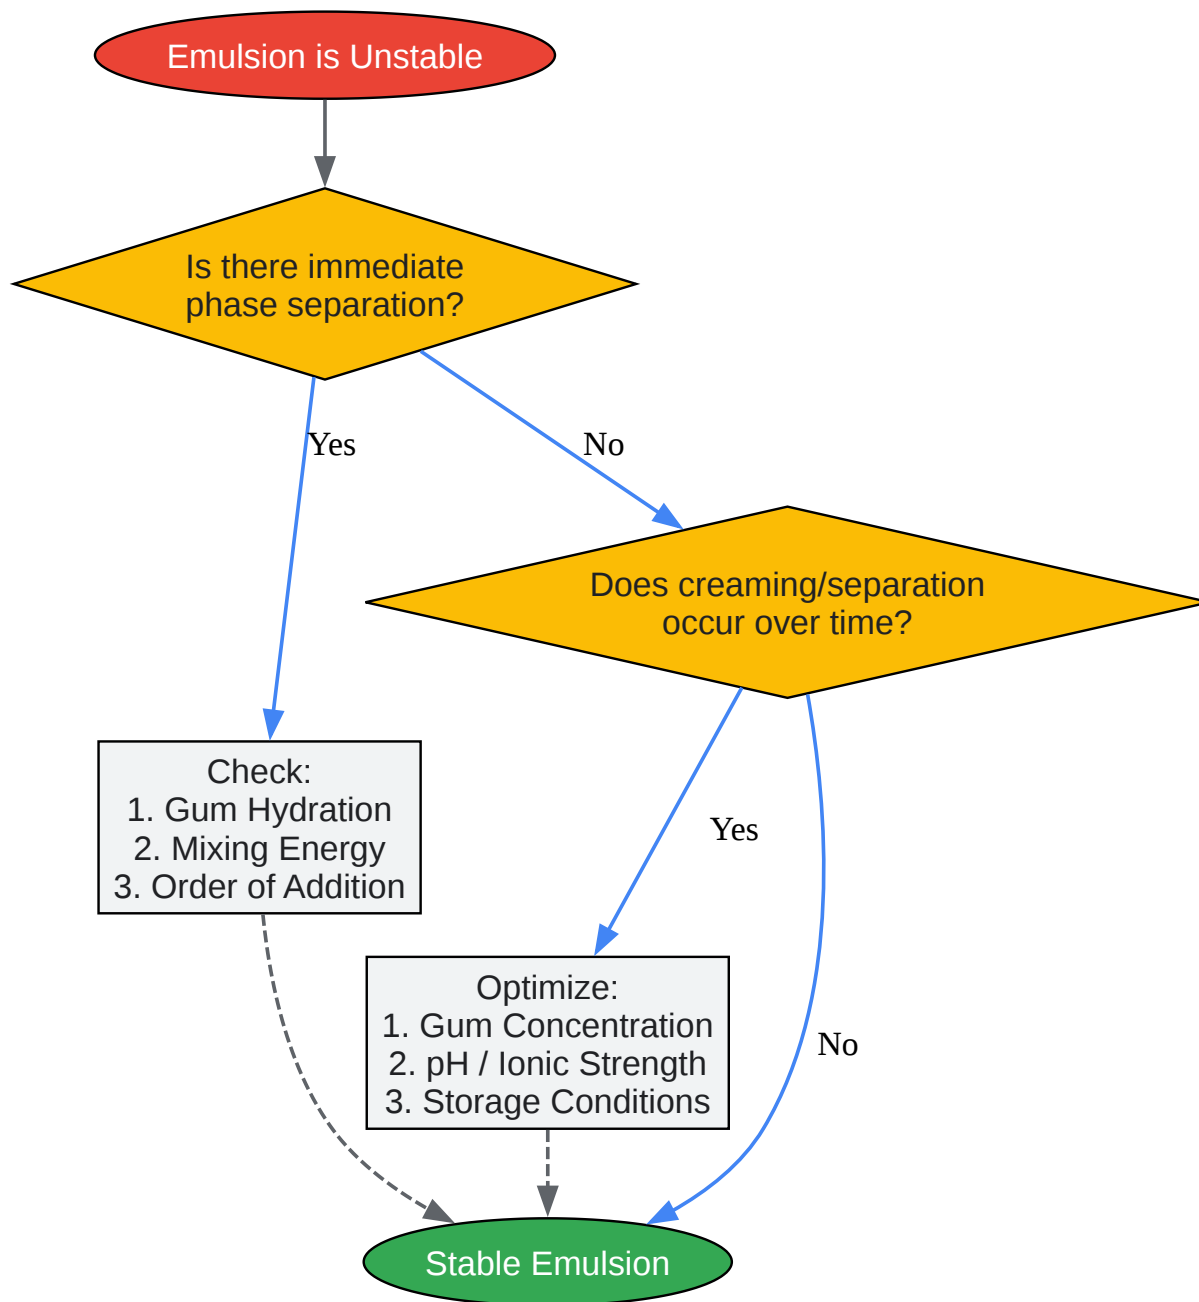 Emulsion is Unstable
Is there immediate
phase separation?
Yes
No
Does creaming/separation
occur over time?
Check:
1. Gum Hydration
2. Mixing Energy
3. Order of Addition
Yes
Optimize:
1. Gum Concentration
2. pH / Ionic Strength
3. Storage Conditions
No
Stable Emulsion